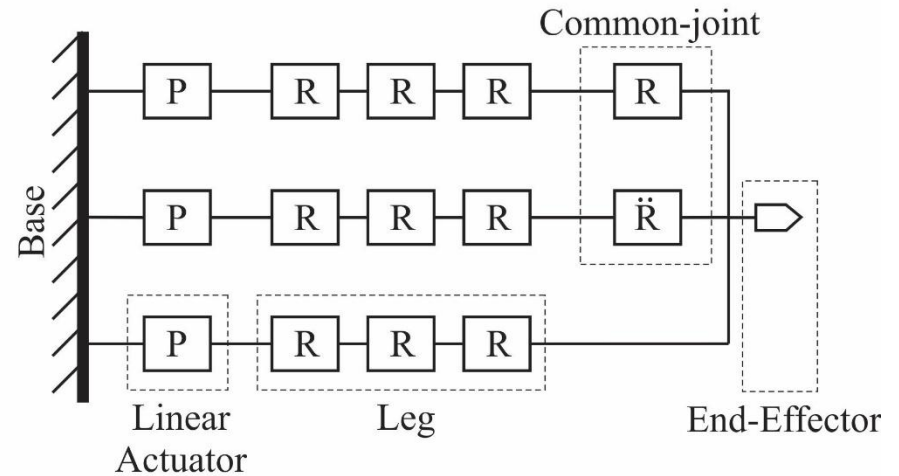 Common-joint
P R R R R
Base
P R R R R̈
P R R R
Linear
Actuator
Leg
End-Effector